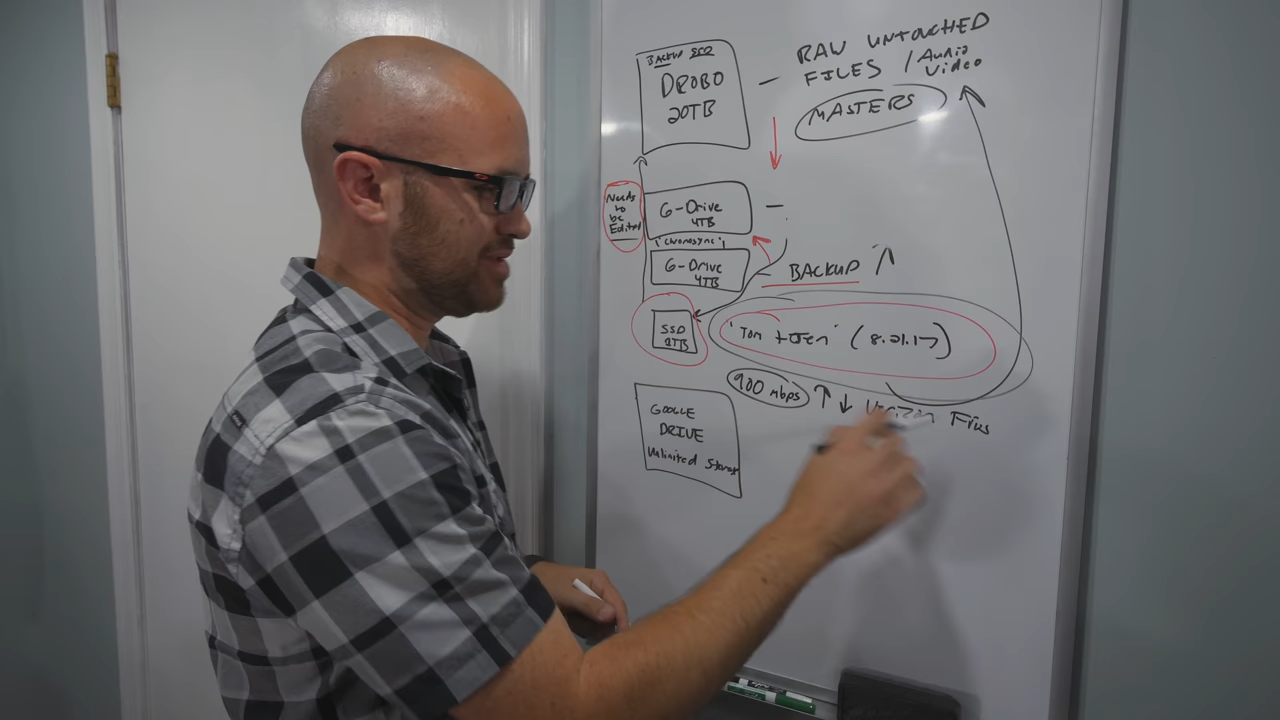 BACKUP SSD
DROBO
20TB
RAW UNTOUCHED
FILES / Audio
Video
MASTERS
Needs
to
be
Edited
G-Drive
4TB
"Chronosync"
G-Drive
4TB
BACKUP
SSD
2TB
"Tom + Jen" (8.21.17)
900 mbps
Verizon Fios
GOOGLE
DRIVE
Unlimited Storage